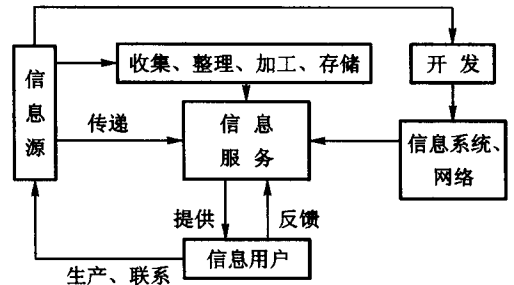 收集、整理、加工、存储
开 发
信息源
传递
信 息
服 务
信息系统、
网络
提供
反馈
信息用户
生产、联系